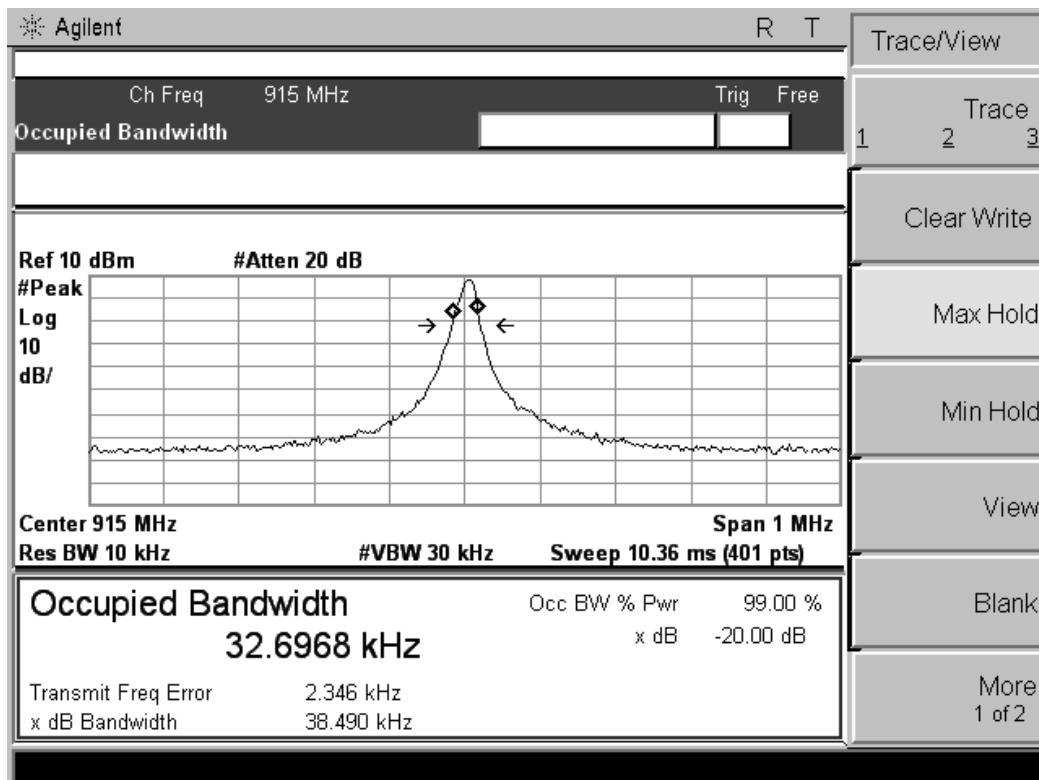 Agilent R T
Trace/View
Ch Freq 915 MHz Trig Free
Occupied Bandwidth
Trace
1 2 3
Clear Write
Ref 10 dBm #Atten 20 dB
#Peak
Log
10
dB/
Max Hold
Min Hold
View
Center 915 MHz Span 1 MHz
Res BW 10 kHz #VBW 30 kHz Sweep 10.36 ms (401 pts)
Occupied Bandwidth Occ BW % Pwr 99.00 %
32.6968 kHz x dB -20.00 dB
Blank
Transmit Freq Error 2.346 kHz
x dB Bandwidth 38.490 kHz
More
1 of 2